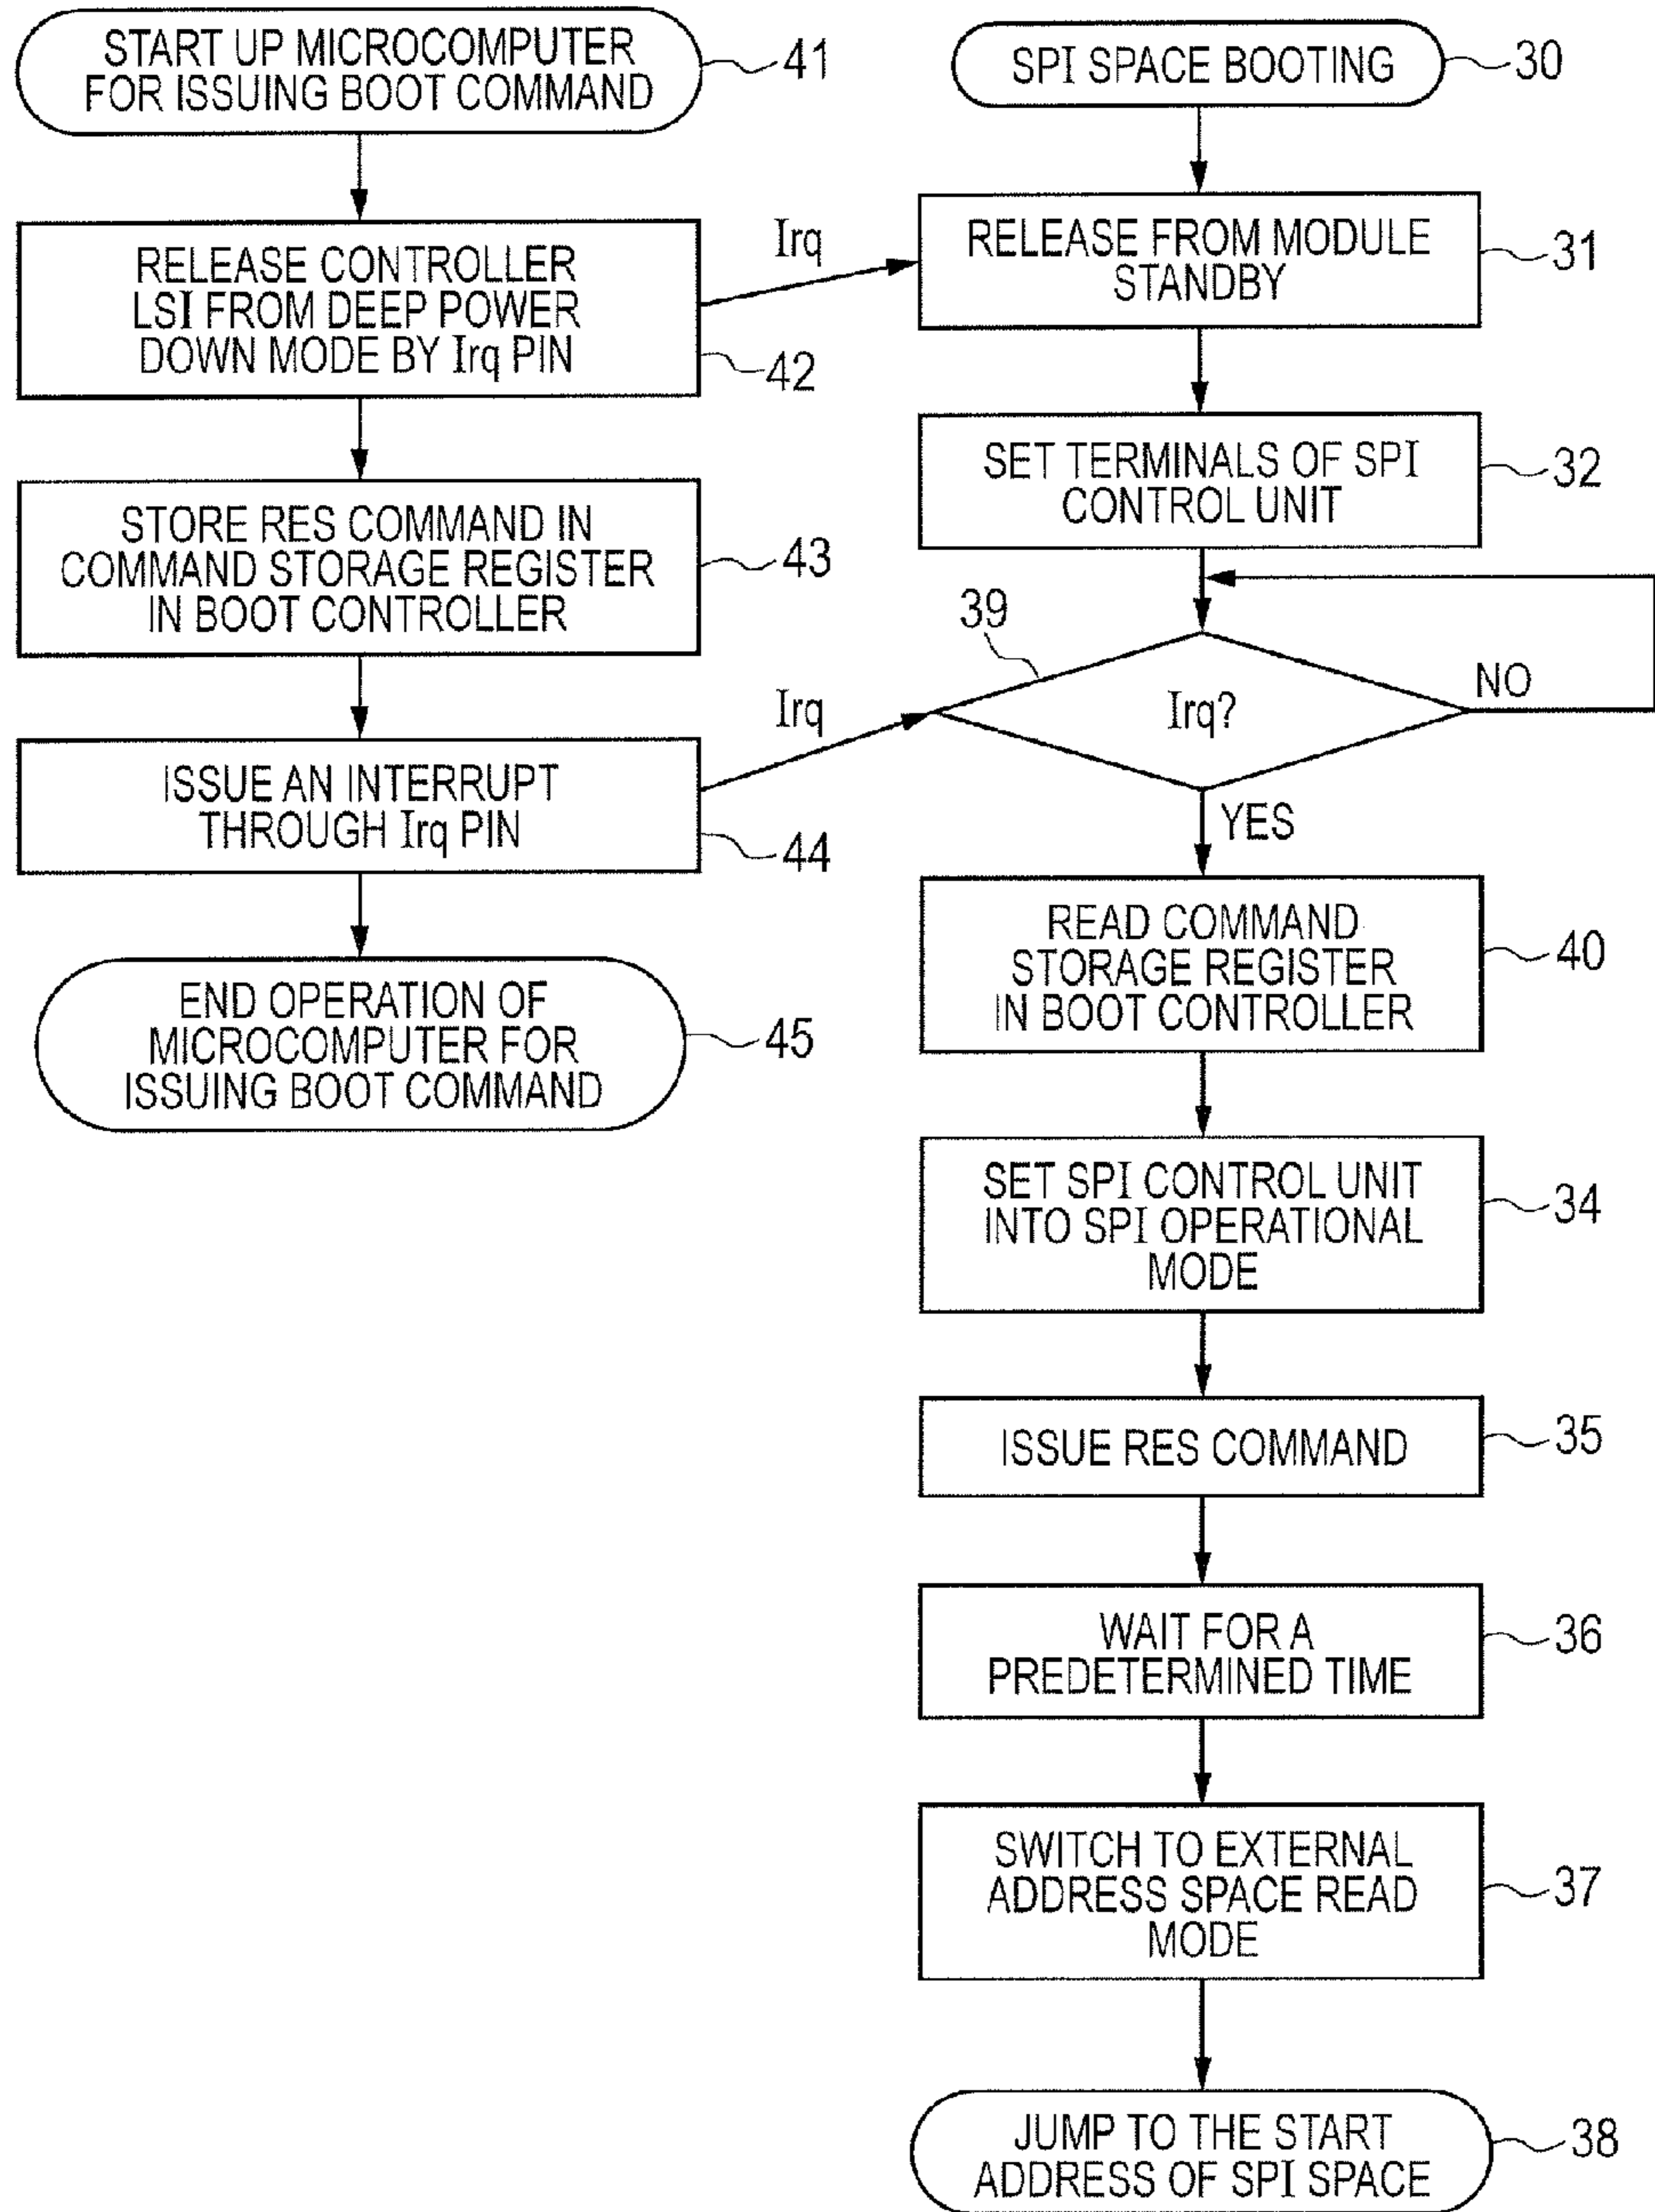 START UP MICROCOMPUTER
FOR ISSUING BOOT COMMAND
41
RELEASE CONTROLLER
LSI FROM DEEP POWER
DOWN MODE BY Irq PIN
42
Irq
STORE RES COMMAND IN
COMMAND STORAGE REGISTER
IN BOOT CONTROLLER
43
ISSUE AN INTERRUPT
THROUGH Irq PIN
44
Irq
END OPERATION OF
MICROCOMPUTER FOR
ISSUING BOOT COMMAND
45
SPI SPACE BOOTING
30
RELEASE FROM MODULE
STANDBY
31
SET TERMINALS OF SPI
CONTROL UNIT
32
39
Irq?
NO
YES
READ COMMAND
STORAGE REGISTER
IN BOOT CONTROLLER
40
SET SPI CONTROL UNIT
INTO SPI OPERATIONAL
MODE
34
ISSUE RES COMMAND
35
WAIT FOR A
PREDETERMINED TIME
36
SWITCH TO EXTERNAL
ADDRESS SPACE READ
MODE
37
JUMP TO THE START
ADDRESS OF SPI SPACE
38